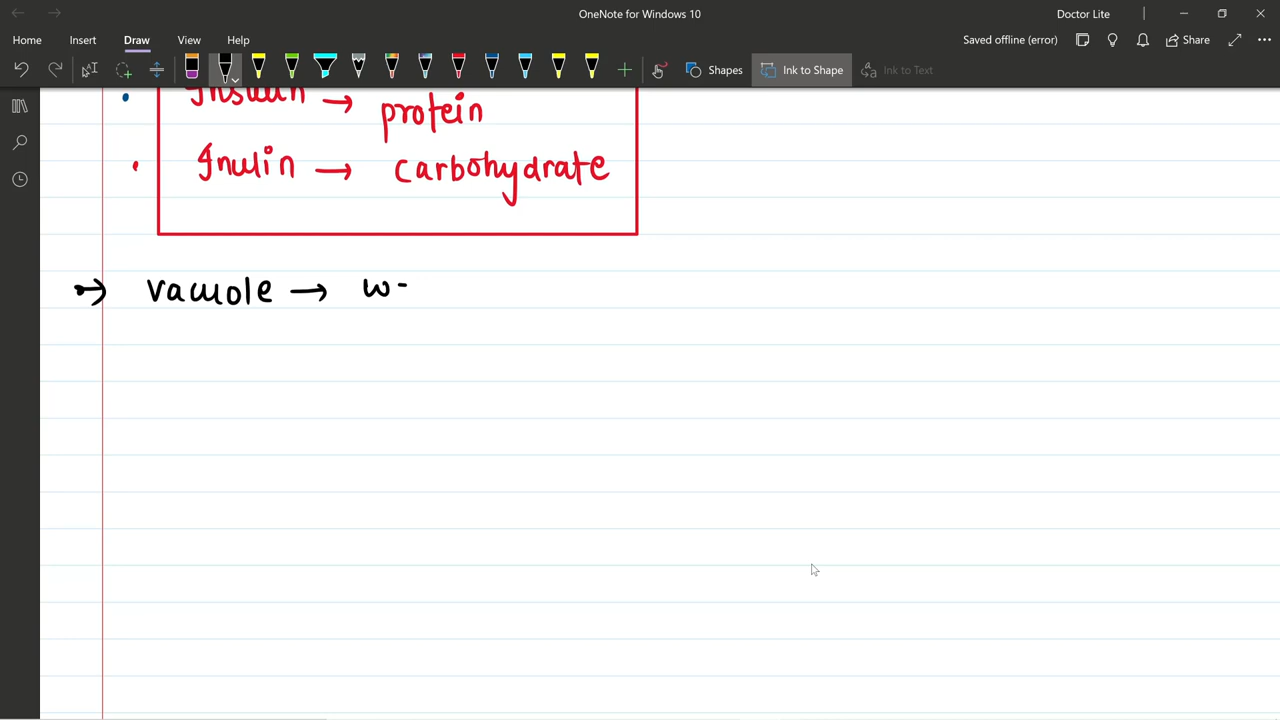 OneNote for Windows 10
Doctor Lite
Home Insert Draw View Help
Saved offline (error)
Share
Shapes
Ink to Shape
Ink to Text
• Insulin → protein
• Inulin → carbohydrate
→ vacuole → w